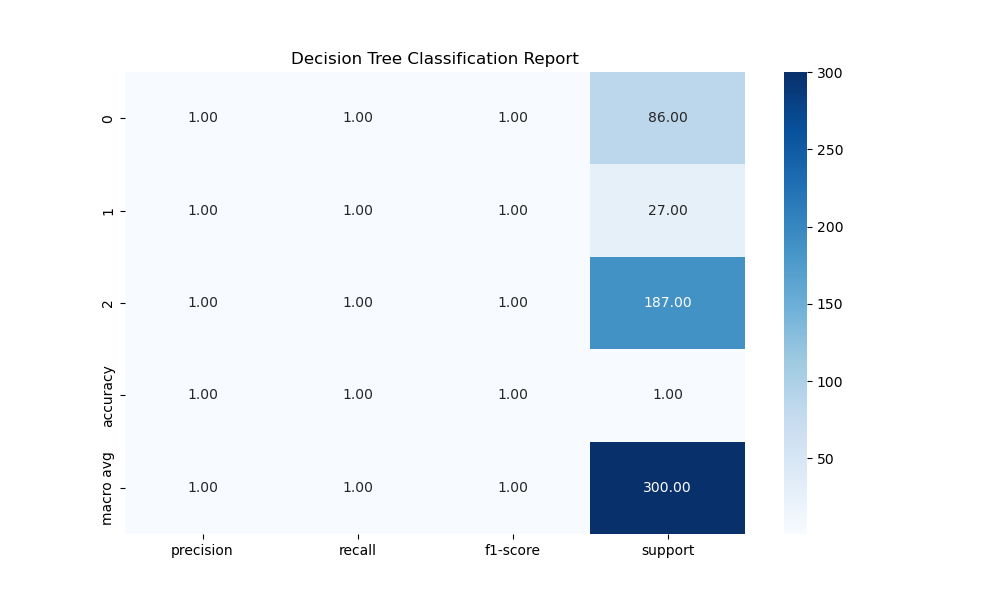 Decision Tree Classification Report
0 1.00 1.00 1.00 86.00
1 1.00 1.00 1.00 27.00
2 1.00 1.00 1.00 187.00
accuracy 1.00 1.00 1.00 1.00
macro avg 1.00 1.00 1.00 300.00
precision recall f1-score support
300
250
200
150
100
50